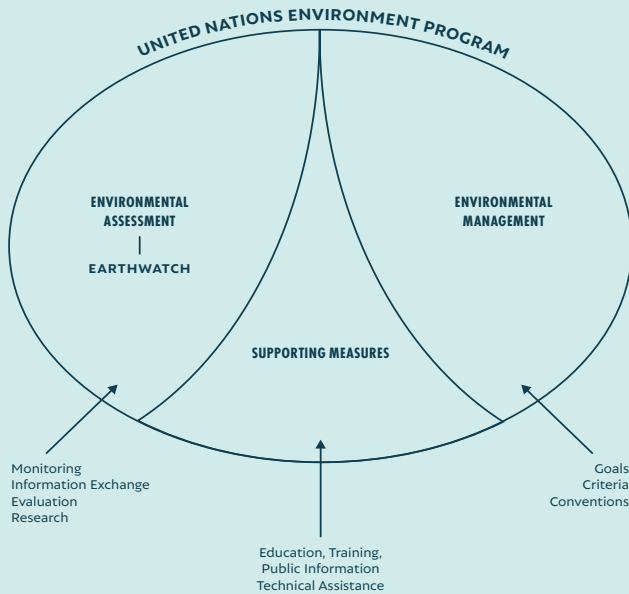 UNITED NATIONS ENVIRONMENT PROGRAM
ENVIRONMENTAL
ASSESSMENT
EARTHWATCH
ENVIRONMENTAL
MANAGEMENT
SUPPORTING MEASURES
Monitoring
Information Exchange
Evaluation
Research
Education, Training,
Public Information
Technical Assistance
Goals
Criteria
Conventions